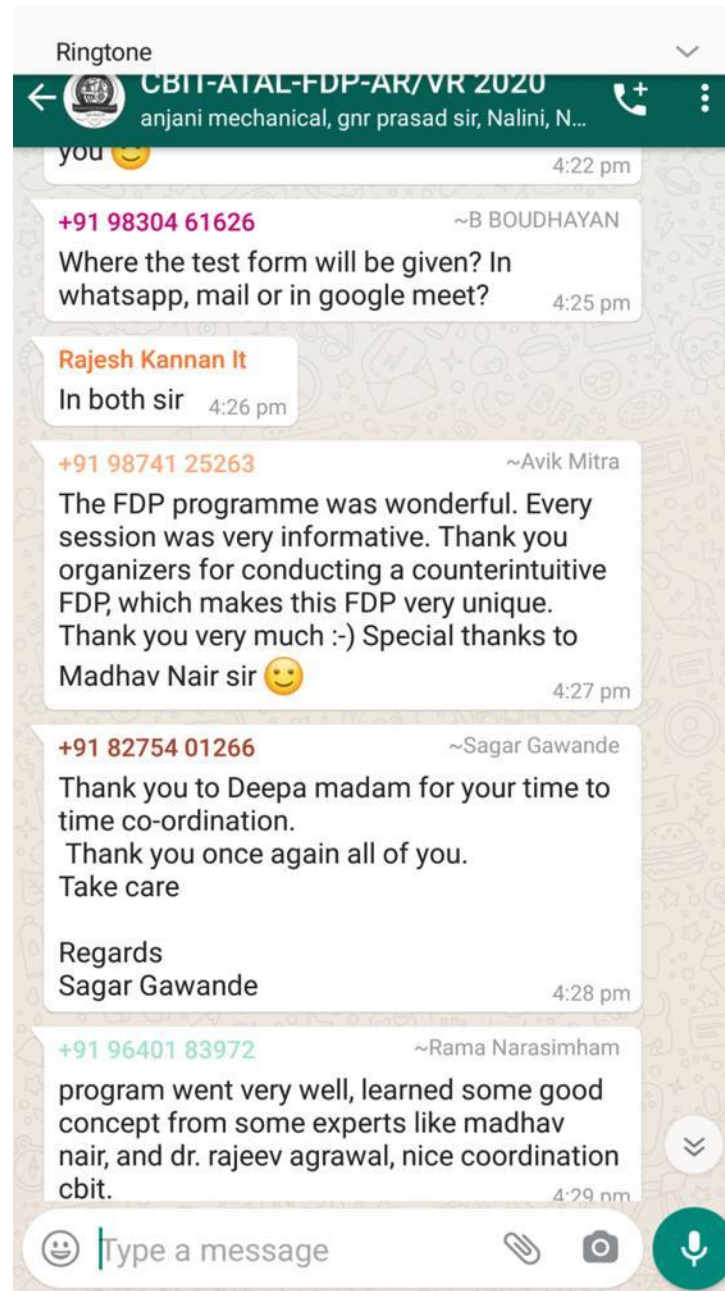 Ringtone
CBIT-ATAL-FDP-AR/VR 2020
anjani mechanical, gnr prasad sir, Nalini, N...
you 🙂
4:22 pm
+91 98304 61626 ~B BOUDHAYAN
Where the test form will be given? In
whatsapp, mail or in google meet? 4:25 pm
Rajesh Kannan It
In both sir 4:26 pm
+91 98741 25263 ~Avik Mitra
The FDP programme was wonderful. Every
session was very informative. Thank you
organizers for conducting a counterintuitive
FDP, which makes this FDP very unique.
Thank you very much :-) Special thanks to
Madhav Nair sir 🙂
4:27 pm
+91 82754 01266 ~Sagar Gawande
Thank you to Deepa madam for your time to
time co-ordination.
Thank you once again all of you.
Take care
Regards
Sagar Gawande 4:28 pm
+91 96401 83972 ~Rama Narasimham
program went very well, learned some good
concept from some experts like madhav
nair, and dr. rajeev agrawal, nice coordination
cbit. 4:29 pm
Type a message